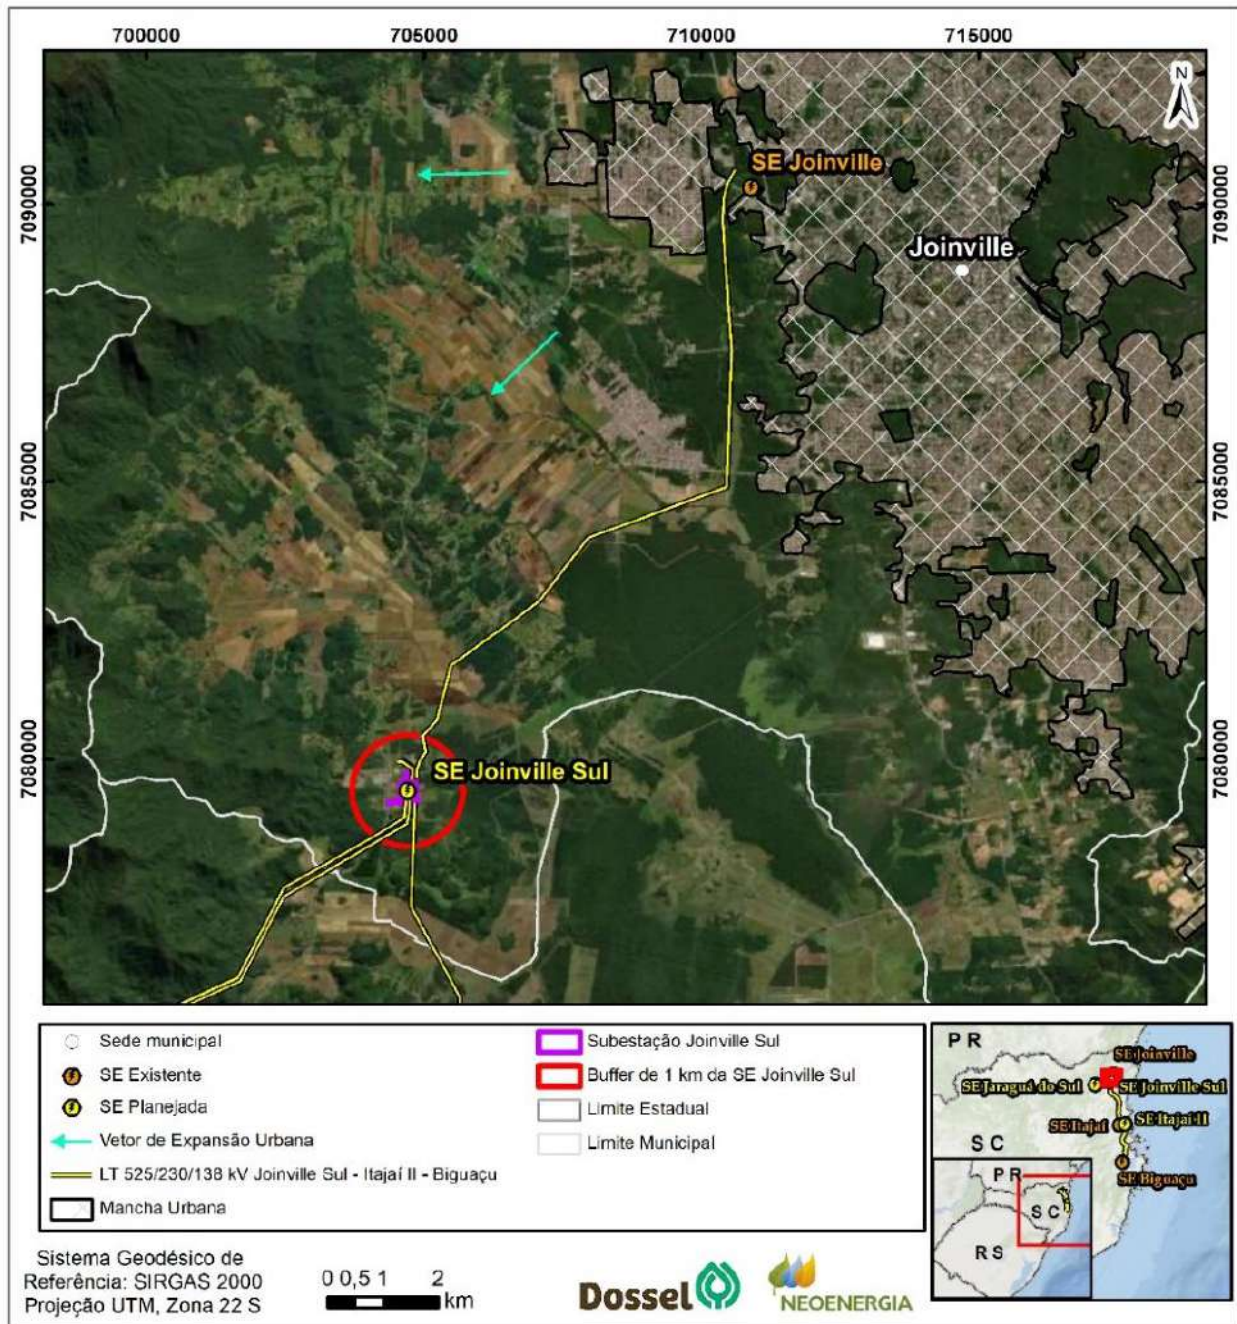 700000 705000 710000 715000
N
SE Joinville
7090000
7090000
Joinville
7085000
7085000
7080000
7080000
SE Joinville Sul
Sede municipal
SE Existente
SE Planejada
Vetor de Expansão Urbana
LT 525/230/138 kV Joinville Sul - Itajaí II - Biguaçu
Mancha Urbana
Subestação Joinville Sul
Buffer de 1 km da SE Joinville Sul
Limite Estadual
Limite Municipal
PR
SE Joinville
SE Jaraguá do Sul
SE Joinville Sul
SE Itajaí
SE Itajaí II
SC
SE Biguaçu
PR
SC
RS
Sistema Geodésico de
Referência: SIRGAS 2000
Projeção UTM, Zona 22 S
0 0,5 1 2
km
Dossel
NEOENERGIA